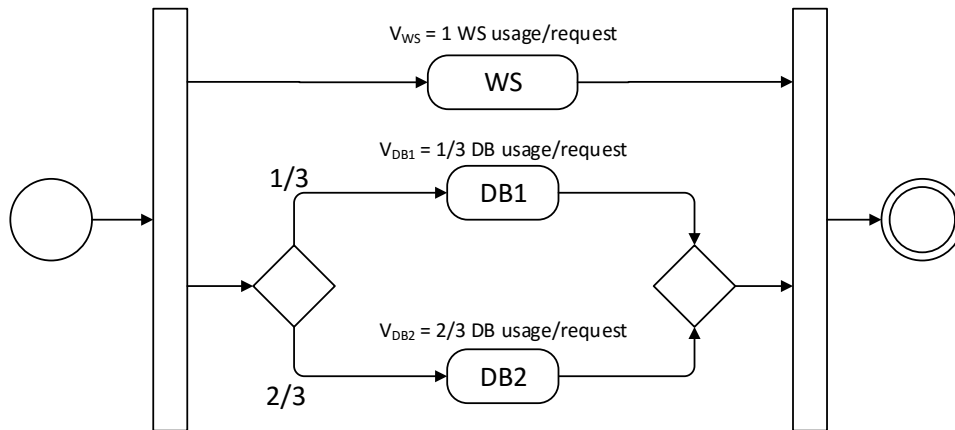 V_WS = 1 WS usage/request
WS
V_DB1 = 1/3 DB usage/request
1/3
DB1
V_DB2 = 2/3 DB usage/request
DB2
2/3